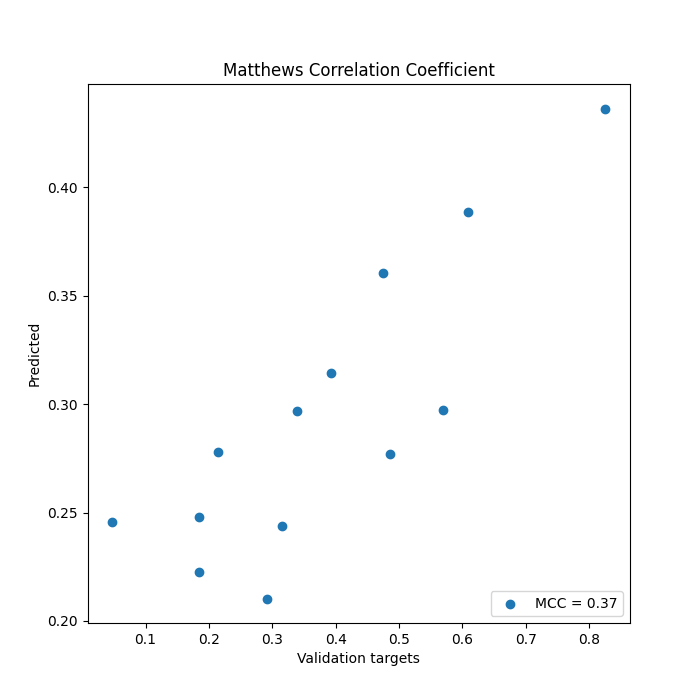 Matthews Correlation Coefficient
Predicted
0.40
0.35
0.30
0.25
0.20
0.1 0.2 0.3 0.4 0.5 0.6 0.7 0.8
Validation targets
MCC = 0.37